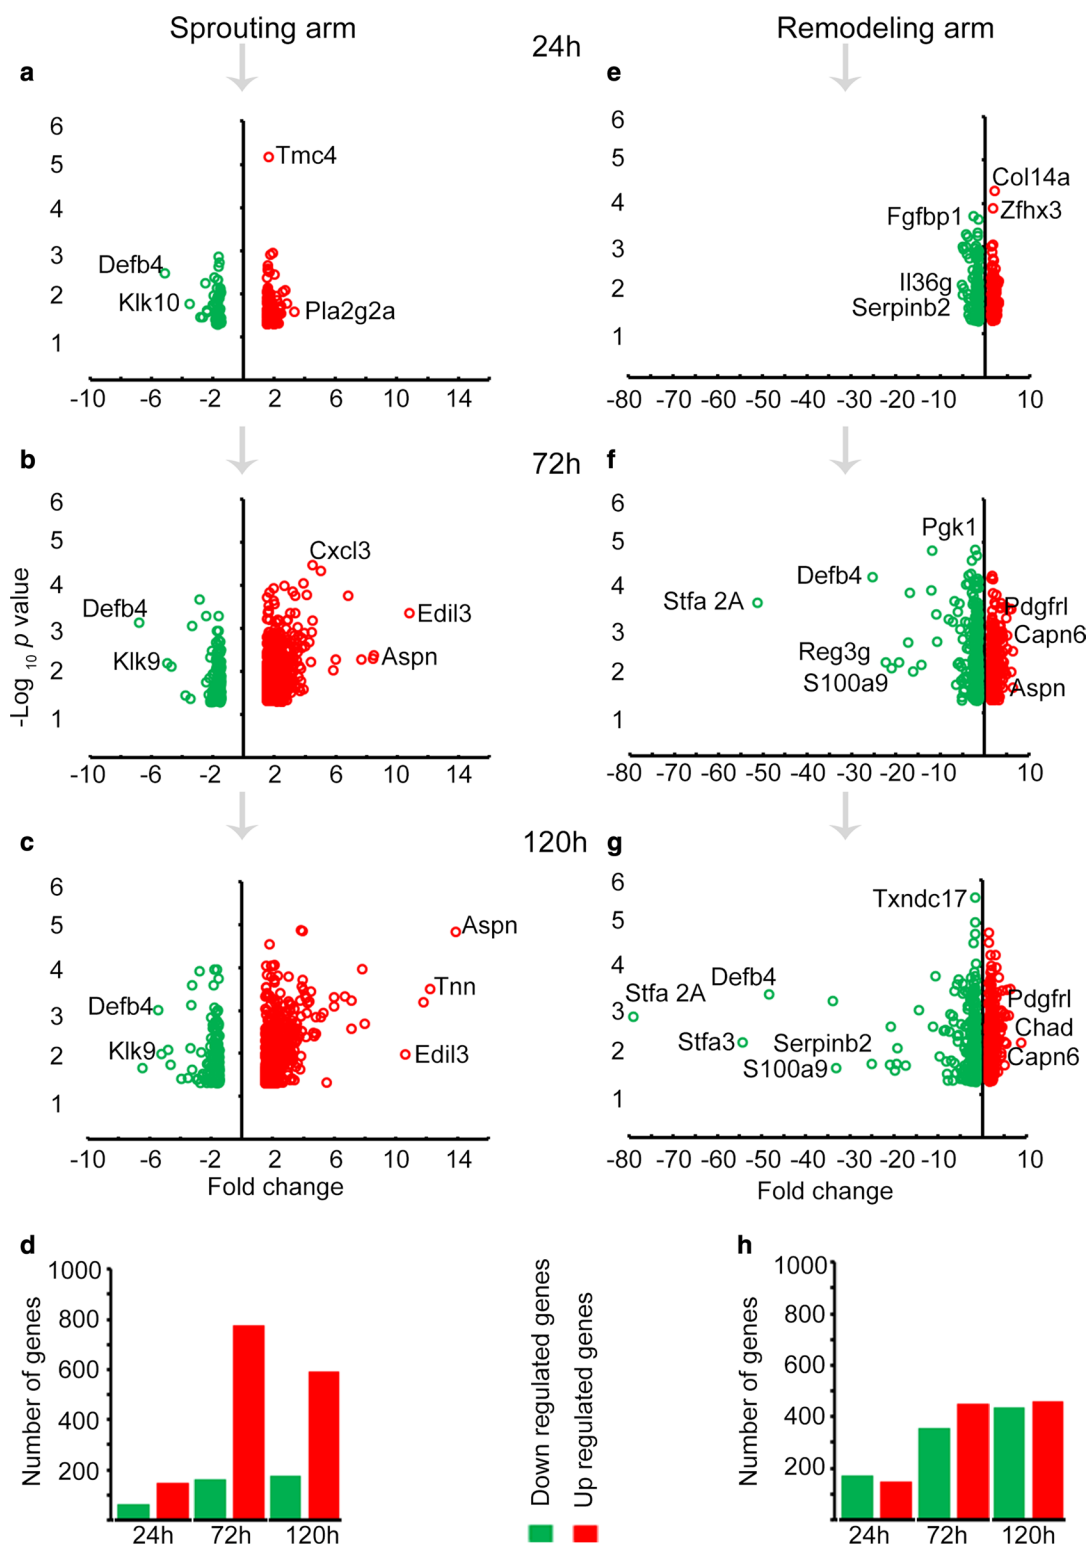 Sprouting arm
Remodeling arm
24h
a
6
5
4
3
2
1
Tmc4
Defb4
Klk10
Pla2g2a
-10 -6 -2 2 6 10 14
e
6
5
4
3
2
1
Col14a
Zfhx3
Fgfbp1
Il36g
Serpinb2
-80 -70 -60 -50 -40 -30 -20 -10 10
72h
b
-Log 10 p value
6
5
4
3
2
1
Cxcl3
Defb4
Edil3
Klk9
Aspn
-10 -6 -2 2 6 10 14
f
6
5
4
3
2
1
Pgk1
Defb4
Stfa 2A
Pdgfrl
Capn6
Reg3g
S100a9
Aspn
-80 -70 -60 -50 -40 -30 -20 -10 10
120h
c
6
5
4
3
2
1
Aspn
Tnn
Defb4
Klk9
Edil3
-10 -6 -2 2 6 10 14
Fold change
g
6
5
4
3
2
1
Txndc17
Defb4
Stfa 2A
Pdgfrl
Chad
Stfa3
Serpinb2
Capn6
S100a9
-80 -70 -60 -50 -40 -30 -20 -10 10
Fold change
d
Number of genes
1000
800
600
400
200
24h 72h 120h
Down regulated genes
Up regulated genes
h
Number of genes
1000
800
600
400
200
24h 72h 120h